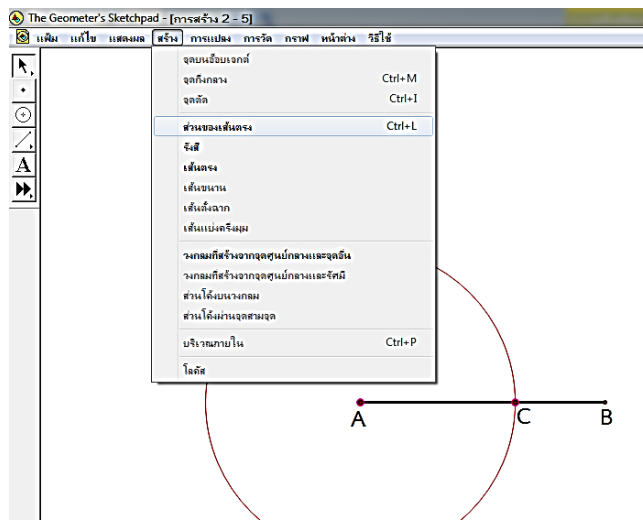 The Geometer's Sketchpad - [การสร้าง 2 - 5]
แฟ้ม แก้ไข แสดงผล สร้าง การแปลง การวัด กราฟ หน้าต่าง วิธีใช้
จุดบนอ็อบเจกต์
จุดกึ่งกลาง Ctrl+M
จุดตัด Ctrl+I
ส่วนของเส้นตรง Ctrl+L
รังสี
เส้นตรง
เส้นขนาน
เส้นตั้งฉาก
เส้นแบ่งครึ่งมุม
วงกลมที่สร้างจากจุดศูนย์กลางและจุดอื่น
วงกลมที่สร้างจากจุดศูนย์กลางและรัศมี
ส่วนโค้งบนวงกลม
ส่วนโค้งผ่านจุดสามจุด
บริเวณภายใน Ctrl+P
โลคัส
A
A C B